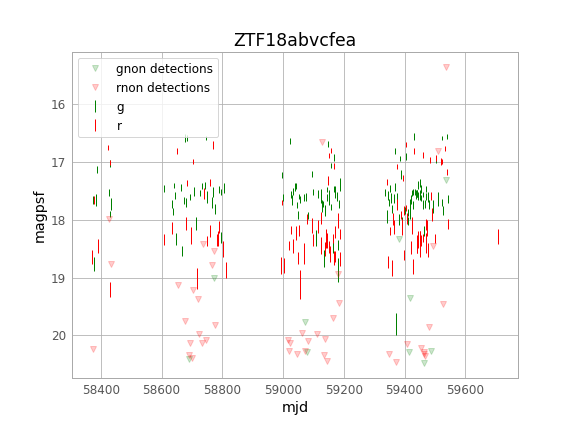 ZTF18abvcfea
gnon detections
rnon detections
g
r
magpsf
16
17
18
19
20
58400 58600 58800 59000 59200 59400 59600
mjd